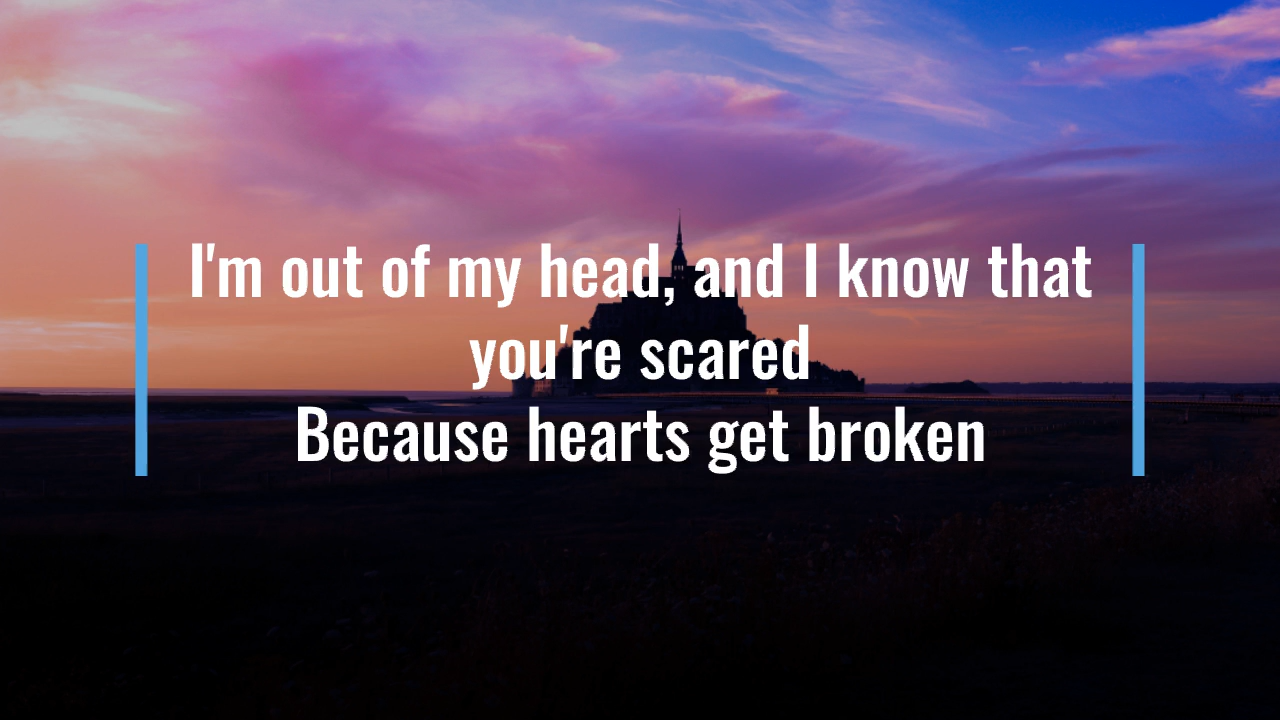 I'm out of my head, and I know that
you're scared
Because hearts get broken